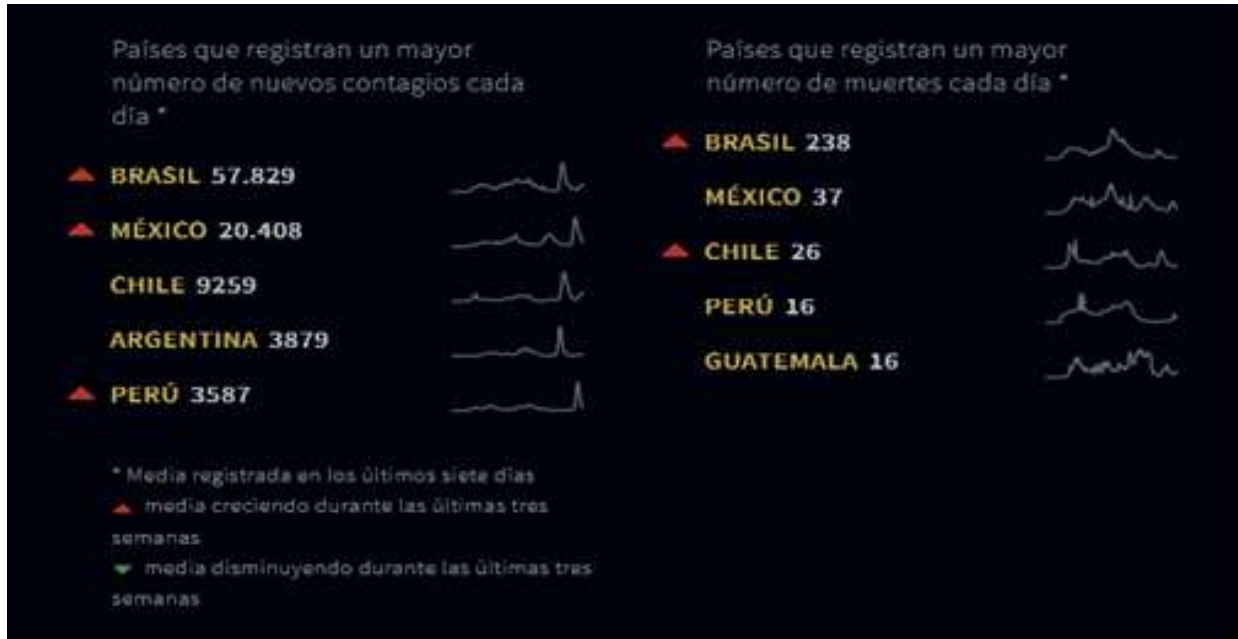 Países que registran un mayor
número de nuevos contagios cada
día *
BRASIL 57.829
MÉXICO 20.408
CHILE 9259
ARGENTINA 3879
PERÚ 3587
* Media registrada en los últimos siete días
media creciendo durante las últimas tres
semanas
media disminuyendo durante las últimas tres
semanas
Países que registran un mayor
número de muertes cada día *
BRASIL 238
MÉXICO 37
CHILE 26
PERÚ 16
GUATEMALA 16